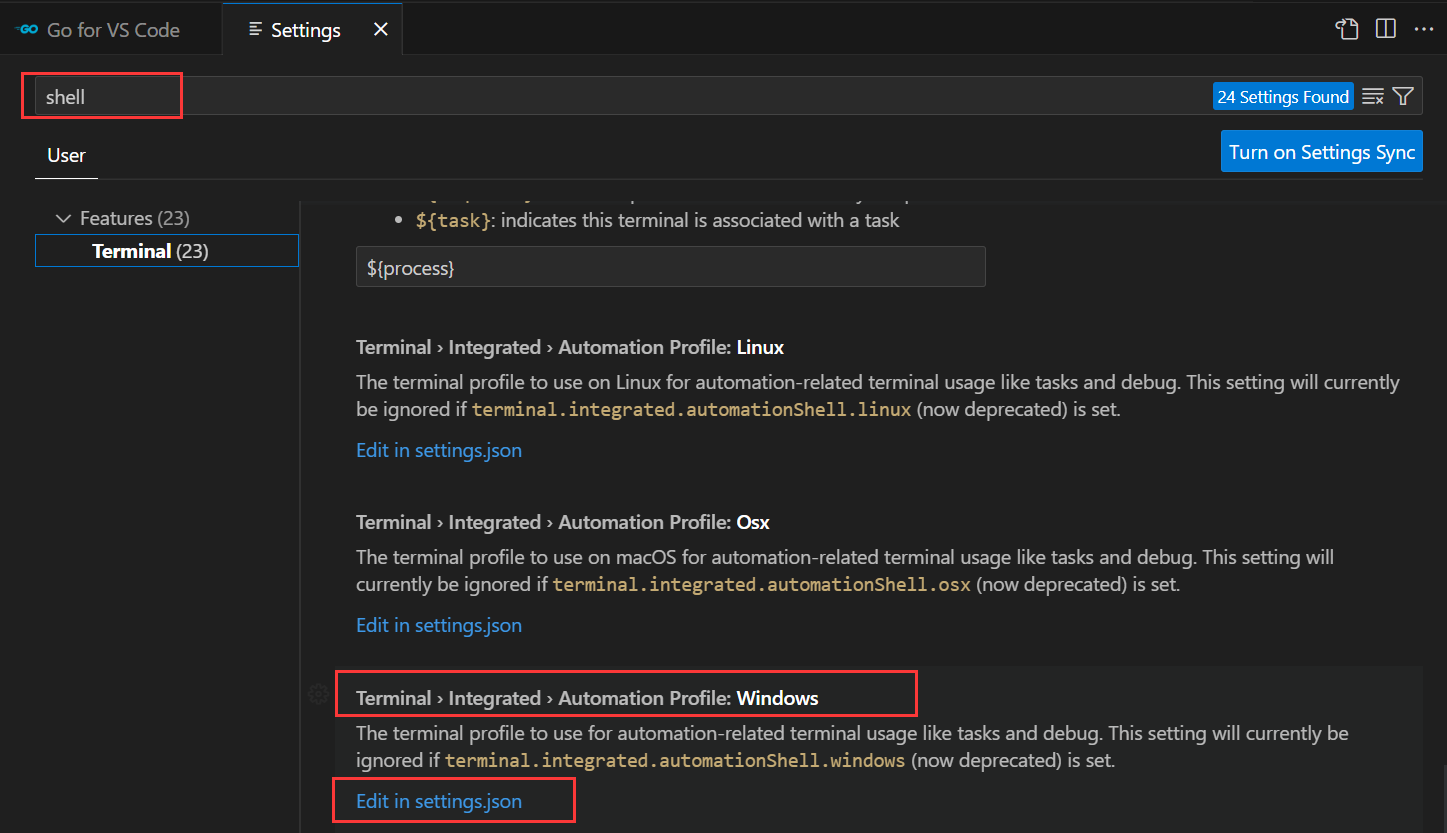 GO Go for VS Code
Settings
shell
24 Settings Found
User
Turn on Settings Sync
Features (23)
Terminal (23)
• ${task}: indicates this terminal is associated with a task
${process}
Terminal › Integrated › Automation Profile: Linux
The terminal profile to use on Linux for automation-related terminal usage like tasks and debug. This setting will currently
be ignored if terminal.integrated.automationShell.linux (now deprecated) is set.
Edit in settings.json
Terminal › Integrated › Automation Profile: Osx
The terminal profile to use on macOS for automation-related terminal usage like tasks and debug. This setting will
currently be ignored if terminal.integrated.automationShell.osx (now deprecated) is set.
Edit in settings.json
Terminal › Integrated › Automation Profile: Windows
The terminal profile to use for automation-related terminal usage like tasks and debug. This setting will currently be
ignored if terminal.integrated.automationShell.windows (now deprecated) is set.
Edit in settings.json